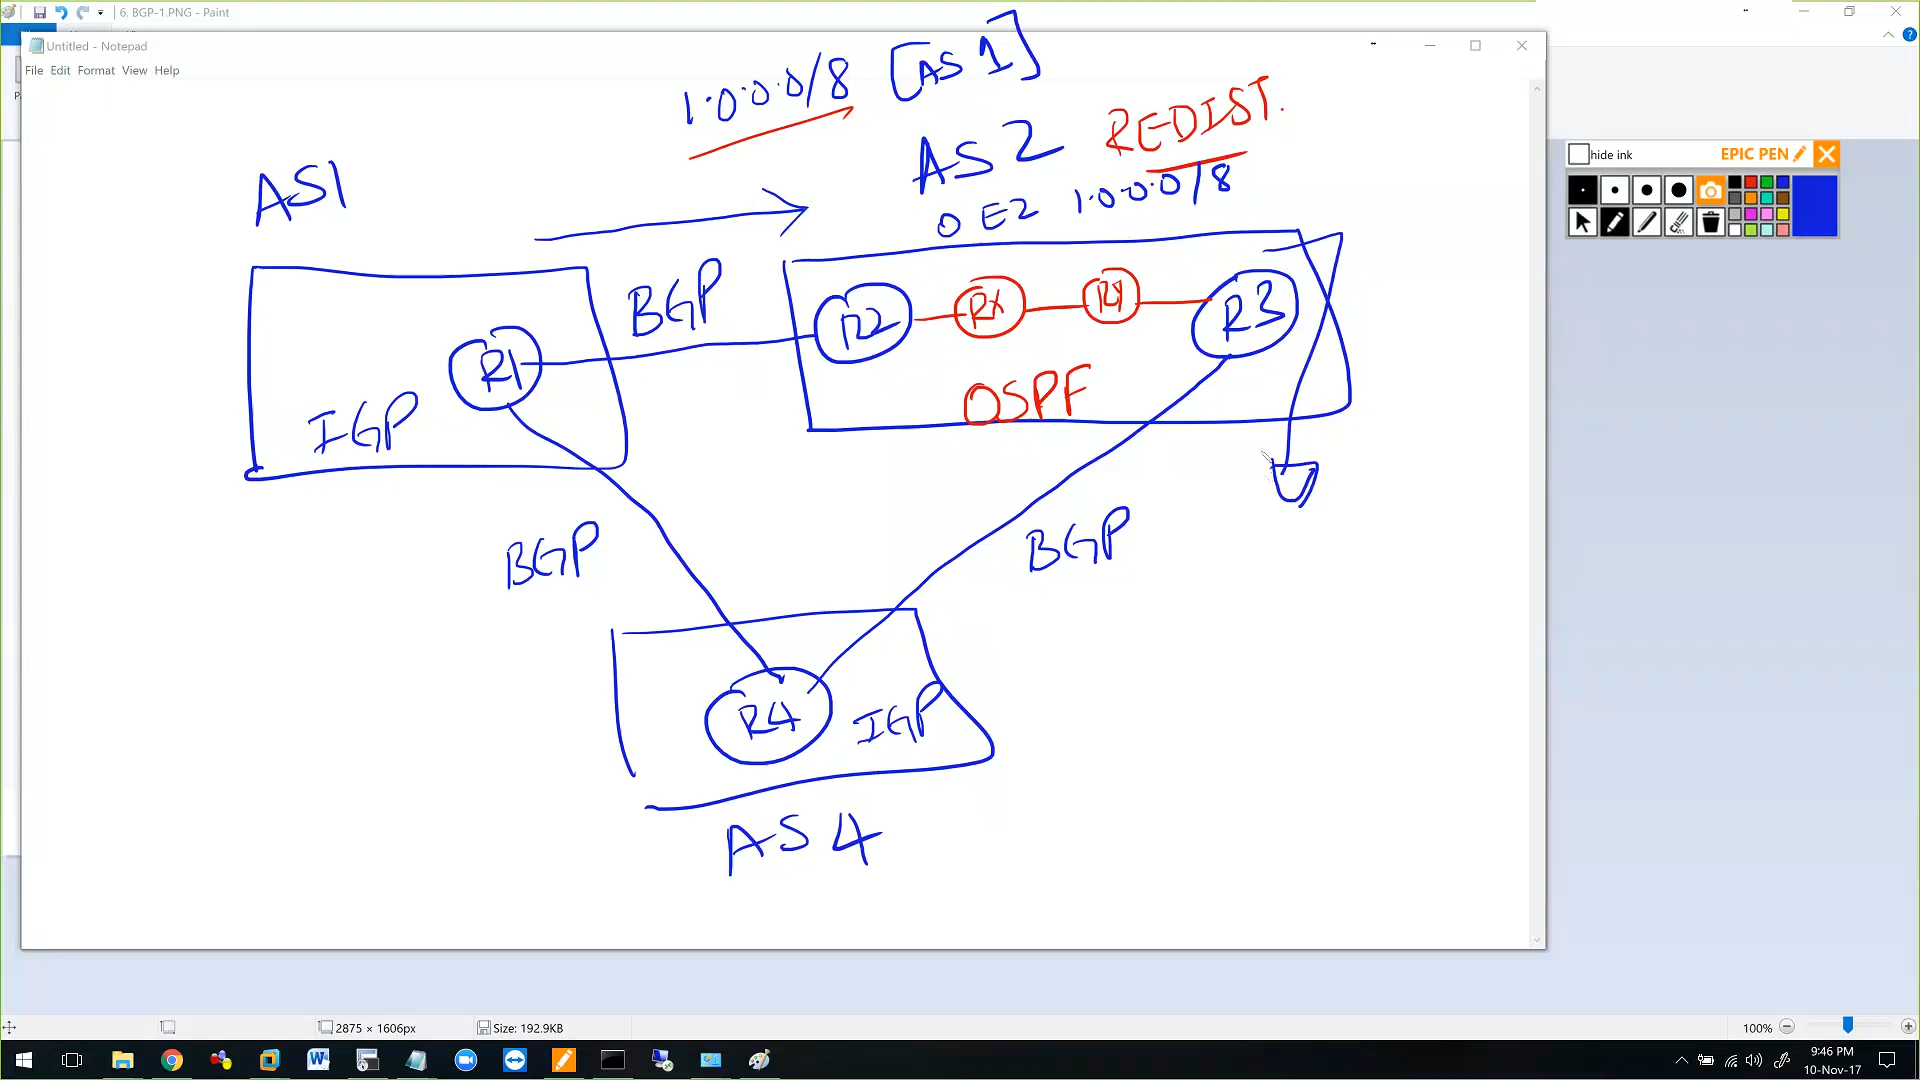 6. BGP-1.PNG - Paint
Untitled - Notepad
File Edit Format View Help
1.0.0.0/8 [AS 1]
AS 2 REDIST.
O E2 1.0.0.0/8
AS1
BGP
R1
R2
RX
RY
R3
IGP
OSPF
BGP
BGP
R4
IGP
AS 4
hide ink
EPIC PEN
2875 × 1606px
Size: 192.9KB
100%
9:46 PM
10-Nov-17